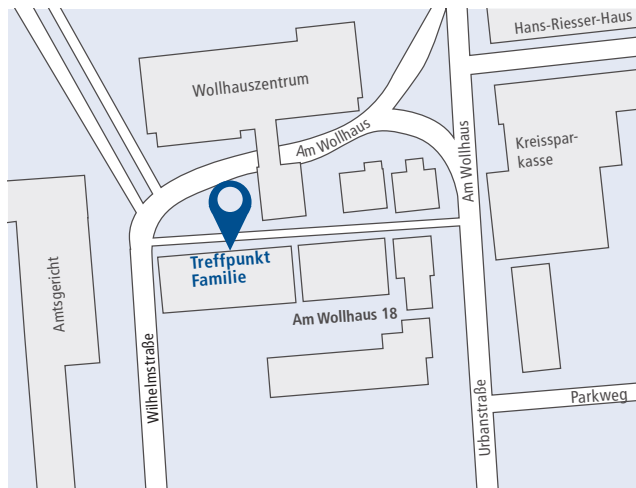 Hans-Riesser-Haus
Wollhauszentrum
Am Wollhaus
Am Wollhaus
Kreisspar-
kasse
Treffpunkt
Familie
Amtsgericht
Am Wollhaus 18
Wilhelmstraße
Urbanstraße
Parkweg